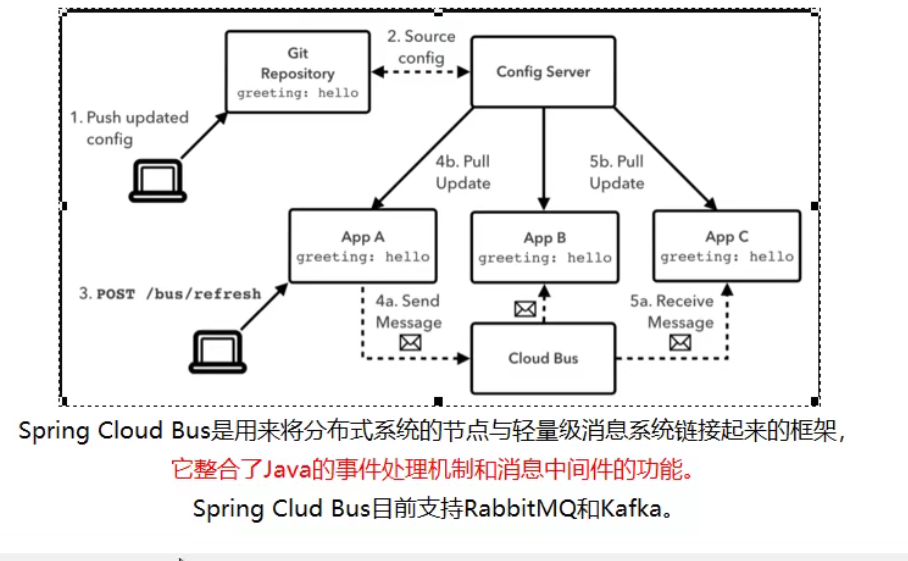 Git
Repository
greeting: hello
2. Source
config
Config Server
1. Push updated
config
4b. Pull
Update
5b. Pull
Update
App A
greeting: hello
App B
greeting: hello
App C
greeting: hello
3. POST /bus/refresh
4a. Send
Message
5a. Receive
Message
Cloud Bus
Spring Cloud Bus是用来将分布式系统的节点与轻量级消息系统链接起来的框架，
它整合了Java的事件处理机制和消息中间件的功能。
Spring Clud Bus目前支持RabbitMQ和Kafka。